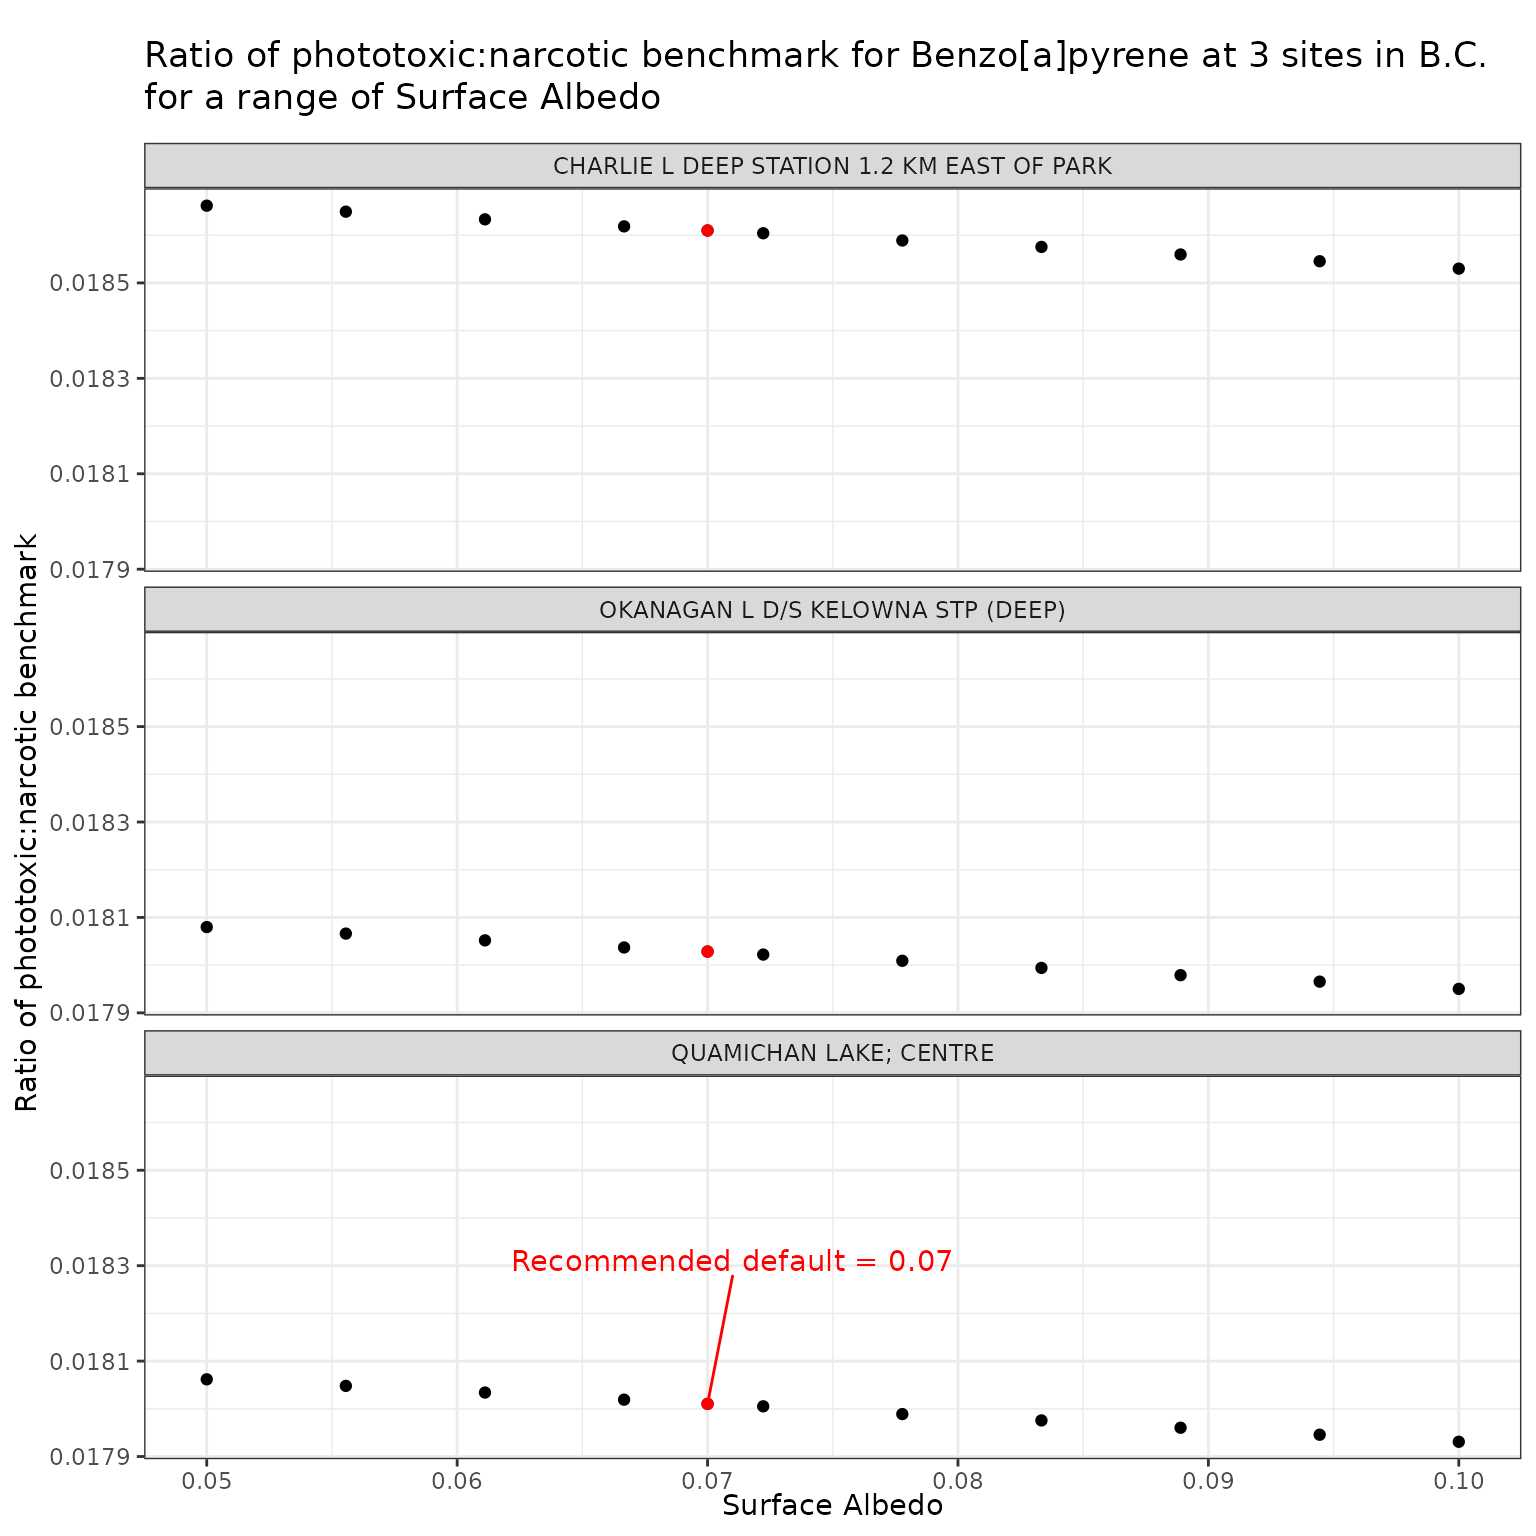 Ratio of phototoxic:narcotic benchmark for Benzo[a]pyrene at 3 sites in B.C.
for a range of Surface Albedo
CHARLIE L DEEP STATION 1.2 KM EAST OF PARK
0.0185
0.0183
0.0181
0.0179
OKANAGAN L D/S KELOWNA STP (DEEP)
0.0185
0.0183
0.0181
0.0179
QUAMICHAN LAKE; CENTRE
0.0185
0.0183
0.0181
0.0179
Recommended default = 0.07
Ratio of phototoxic:narcotic benchmark
0.05
0.06
0.07
0.08
0.09
0.10
Surface Albedo